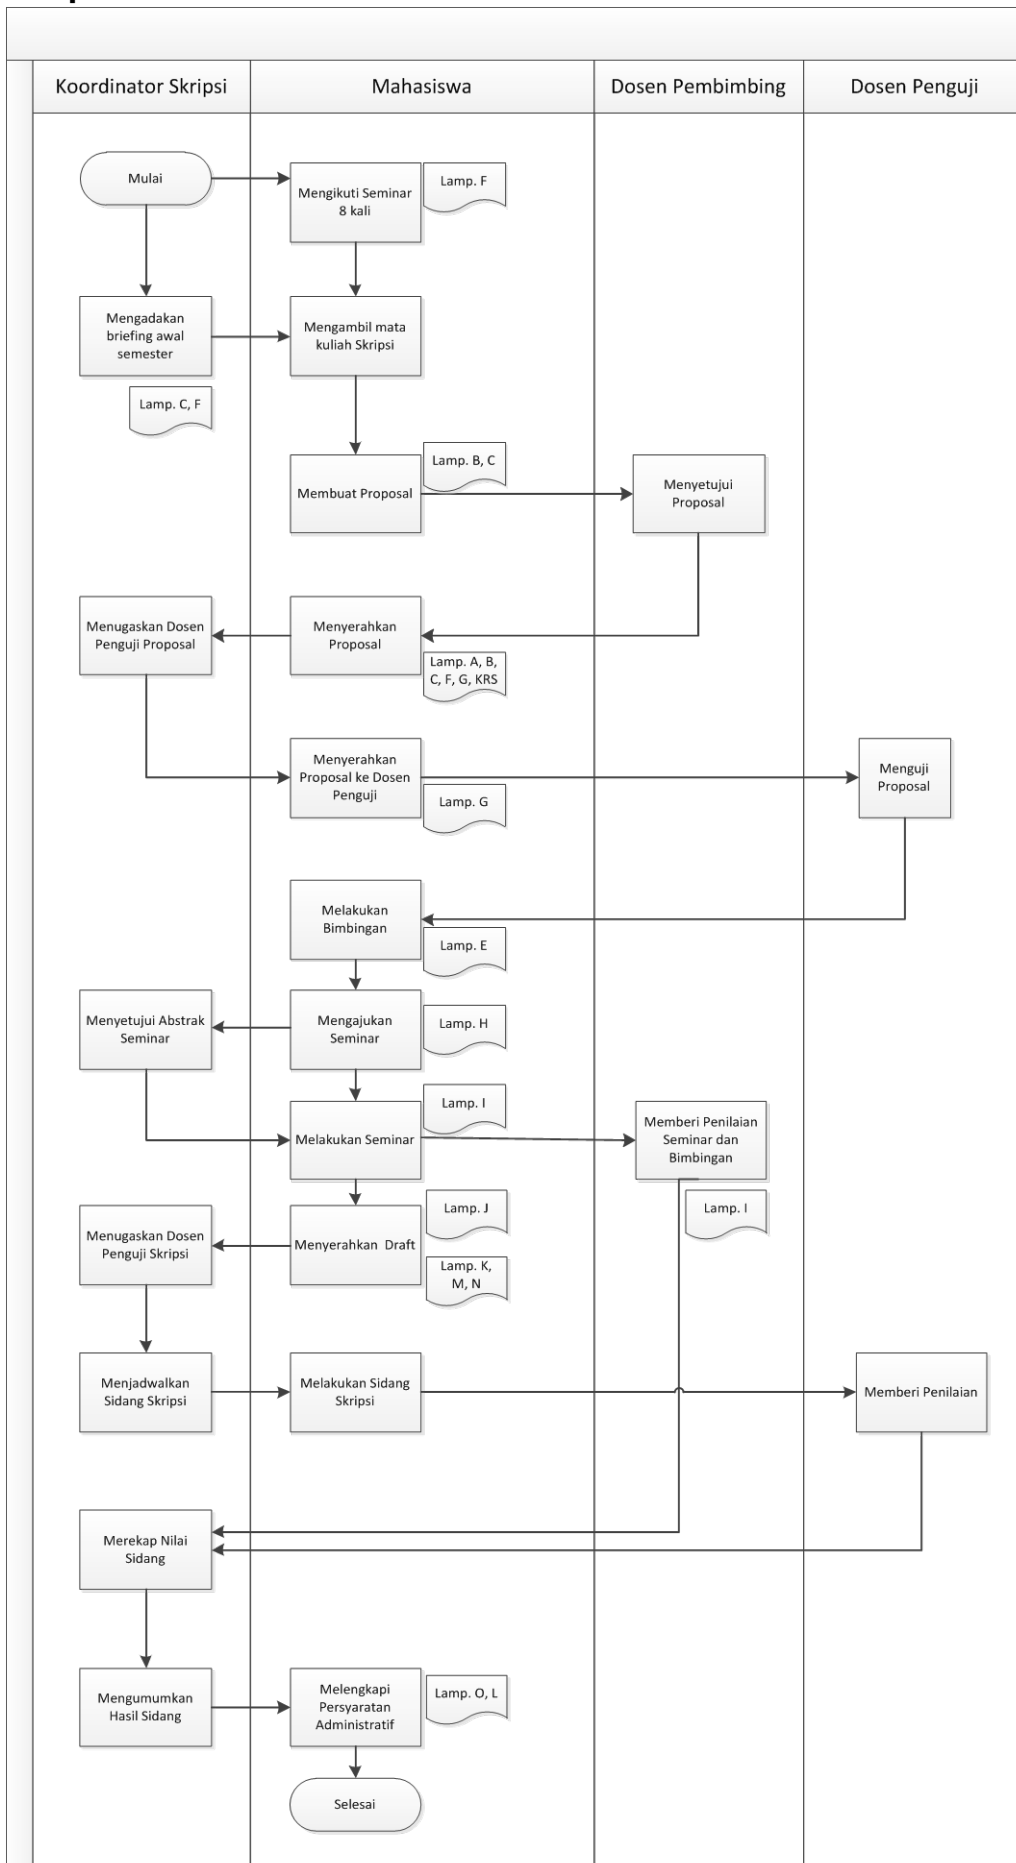 Koordinator Skripsi
Mahasiswa
Dosen Pembimbing
Dosen Penguji
Mulai
Mengikuti Seminar
8 kali
Lamp. F
Mengadakan
briefing awal
semester
Lamp. C, F
Mengambil mata
kuliah Skripsi
Membuat Proposal
Lamp. B, C
Menyetujui
Proposal
Menugaskan Dosen
Penguji Proposal
Menyerahkan
Proposal
Lamp. A, B,
C, F, G, KRS
Menyerahkan
Proposal ke Dosen
Penguji
Lamp. G
Menguji
Proposal
Melakukan
Bimbingan
Lamp. E
Menyetujui Abstrak
Seminar
Mengajukan
Seminar
Lamp. H
Melakukan Seminar
Lamp. I
Memberi Penilaian
Seminar dan
Bimbingan
Lamp. I
Menugaskan Dosen
Penguji Skripsi
Menyerahkan  Draft
Lamp. J
Lamp. K,
M, N
Menjadwalkan
Sidang Skripsi
Melakukan Sidang
Skripsi
Memberi Penilaian
Merekap Nilai
Sidang
Mengumumkan
Hasil Sidang
Melengkapi
Persyaratan
Administratif
Lamp. O, L
Selesai